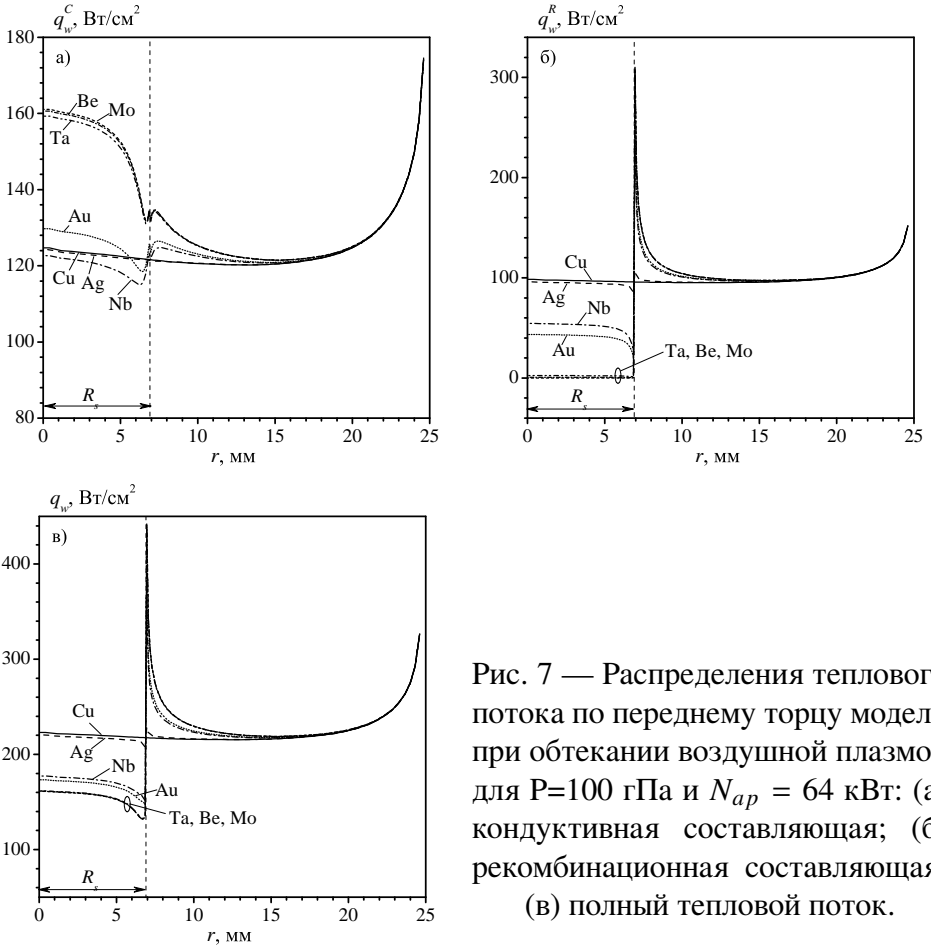 q_w^C, Вт/см²
180
160
140
120
100
80
а)
Be
Mo
Ta
Au
Cu
Ag
Nb
R_s
0 5 10 15 20 25
r, мм
q_w^R, Вт/см²
300
200
100
0
б)
Cu
Ag
Nb
Au
Ta, Be, Mo
R_s
0 5 10 15 20 25
r, мм
q_w, Вт/см²
400
300
200
100
в)
Cu
Ag
Nb
Au
Ta, Be, Mo
R_s
0 5 10 15 20 25
r, мм
Рис. 7 — Распределения тепловог
потока по переднему торцу модел
при обтекании воздушной плазмо
для P=100 гПа и N_ap = 64 кВт: (а
кондуктивная составляющая; (б
рекомбинационная составляющая
(в) полный тепловой поток.